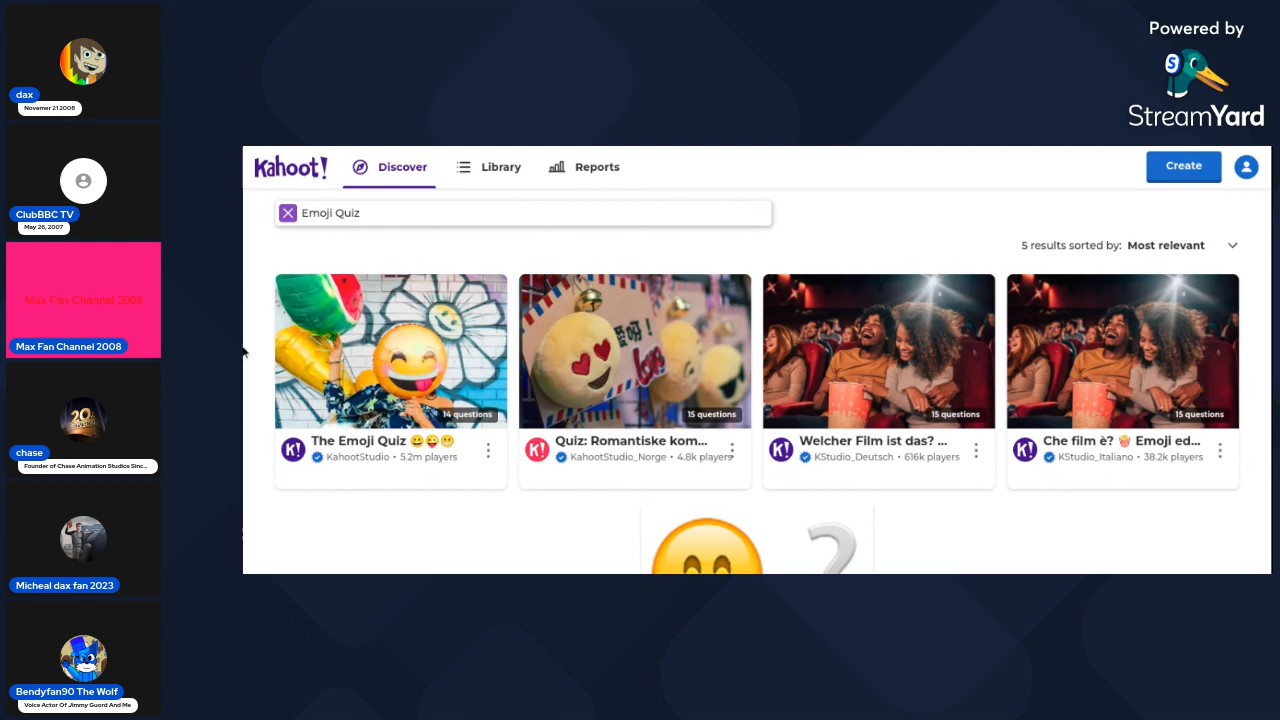 dax
Novemer 21 2008
ClubBBC TV
May 26, 2007
Max Fan Channel 2008
Max Fan Channel 2008
20
chase
Founder of Chase Animation Studios Sinc...
Micheal dax fan 2023
Bendyfan90 The Wolf
Voice Actor Of Jimmy Guord And Me
Powered by
S
StreamYard
Kahoot!
Discover
Library
Reports
Create
Emoji Quiz
5 results sorted by: Most relevant
14 questions
K!
The Emoji Quiz 😀😜😬
KahootStudio • 5.2m players
love
15 questions
K!
Quiz: Romantiske kom...
KahootStudio_Norge • 4.8k players
15 questions
K!
Welcher Film ist das? ...
KStudio_Deutsch • 616k players
15 questions
K!
Che film è? 🍿 Emoji ed...
KStudio_Italiano • 38.2k players
?